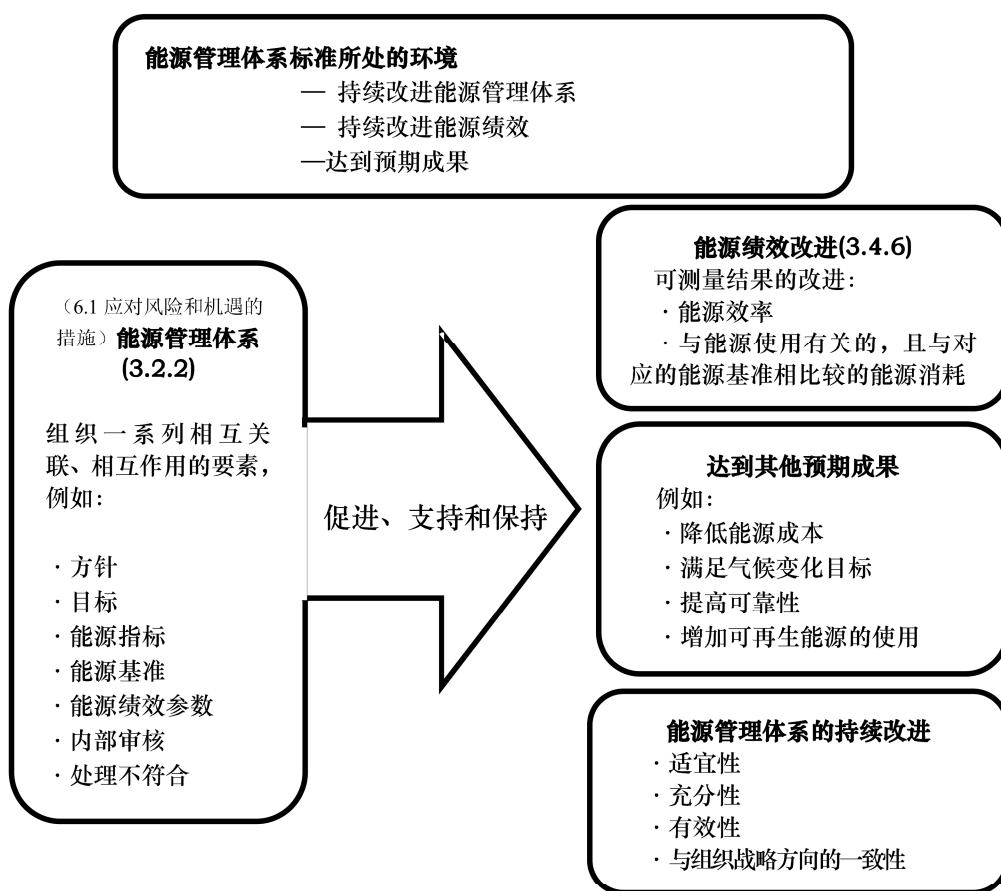 能源管理体系标准所处的环境
— 持续改进能源管理体系
— 持续改进能源绩效
—达到预期成果
（6.1 应对风险和机遇的
措施）能源管理体系
(3.2.2)
组织一系列相互关
联、相互作用的要素，
例如：
· 方针
· 目标
· 能源指标
· 能源基准
· 能源绩效参数
· 内部审核
· 处理不符合
促进、支持和保持
能源绩效改进(3.4.6)
可测量结果的改进：
· 能源效率
· 与能源使用有关的，且与对
应的能源基准相比较的能源消耗
达到其他预期成果
例如：
· 降低能源成本
· 满足气候变化目标
· 提高可靠性
· 增加可再生能源的使用
能源管理体系的持续改进
· 适宜性
· 充分性
· 有效性
· 与组织战略方向的一致性